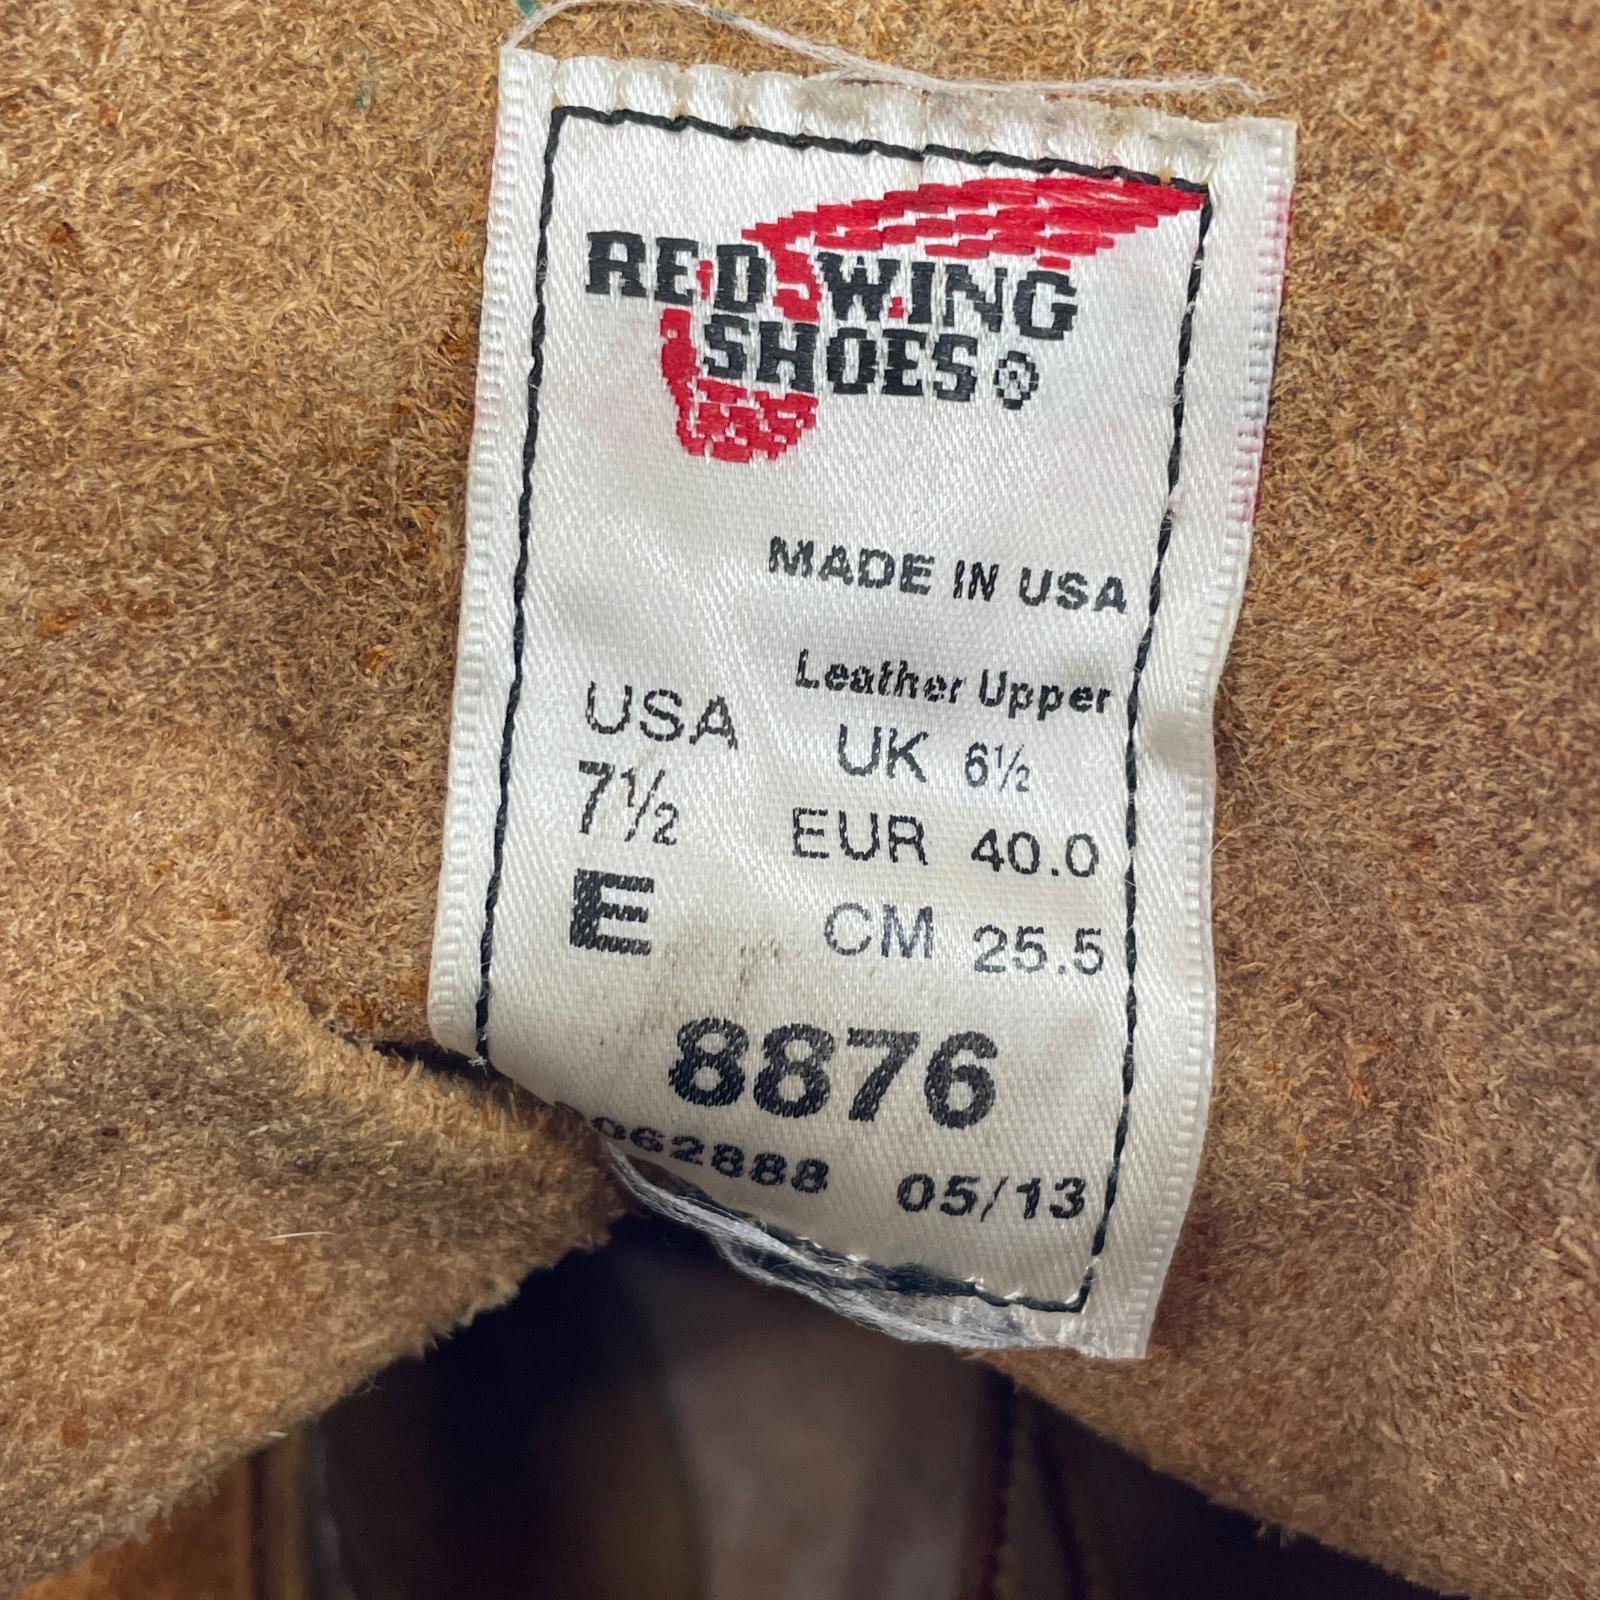 RED WING
SHOES®
MADE IN USA
Leather Upper
USA
7½
E
UK 6½
EUR 40.0
CM 25.5
8876
05/13